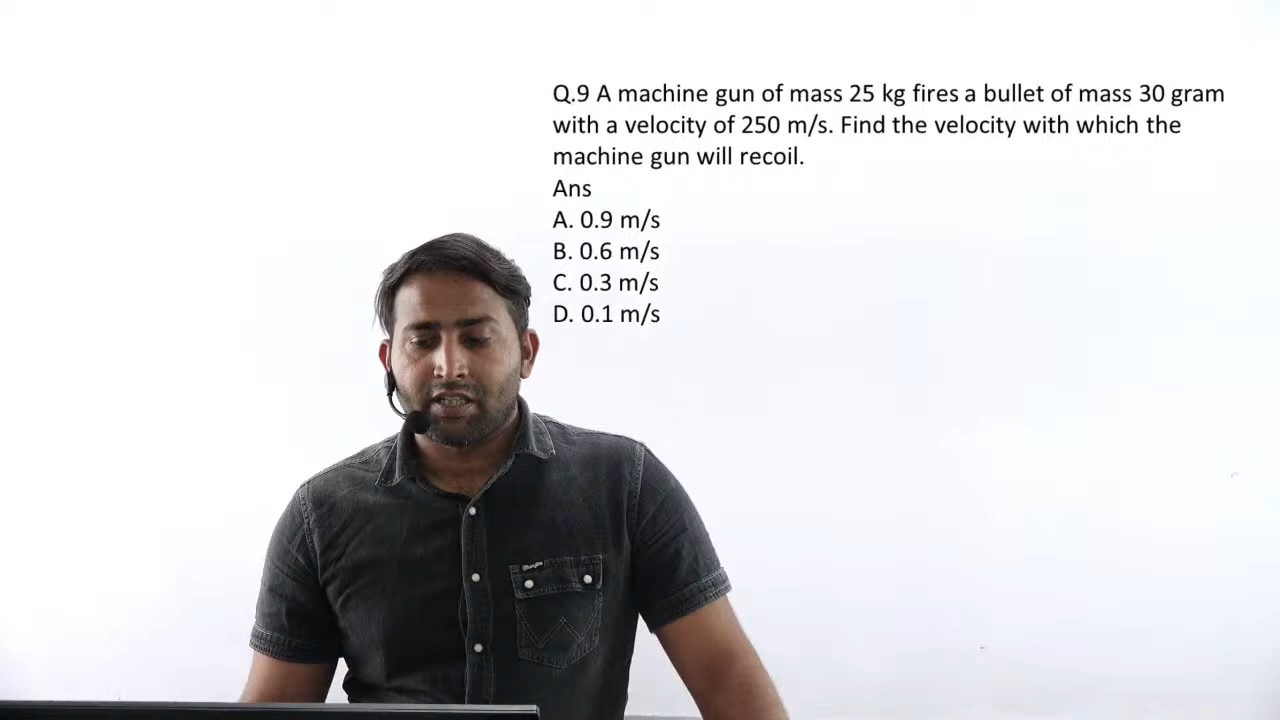 Q.9 A machine gun of mass 25 kg fires a bullet of mass 30 gram
with a velocity of 250 m/s. Find the velocity with which the
machine gun will recoil.
Ans
A. 0.9 m/s
B. 0.6 m/s
C. 0.3 m/s
D. 0.1 m/s